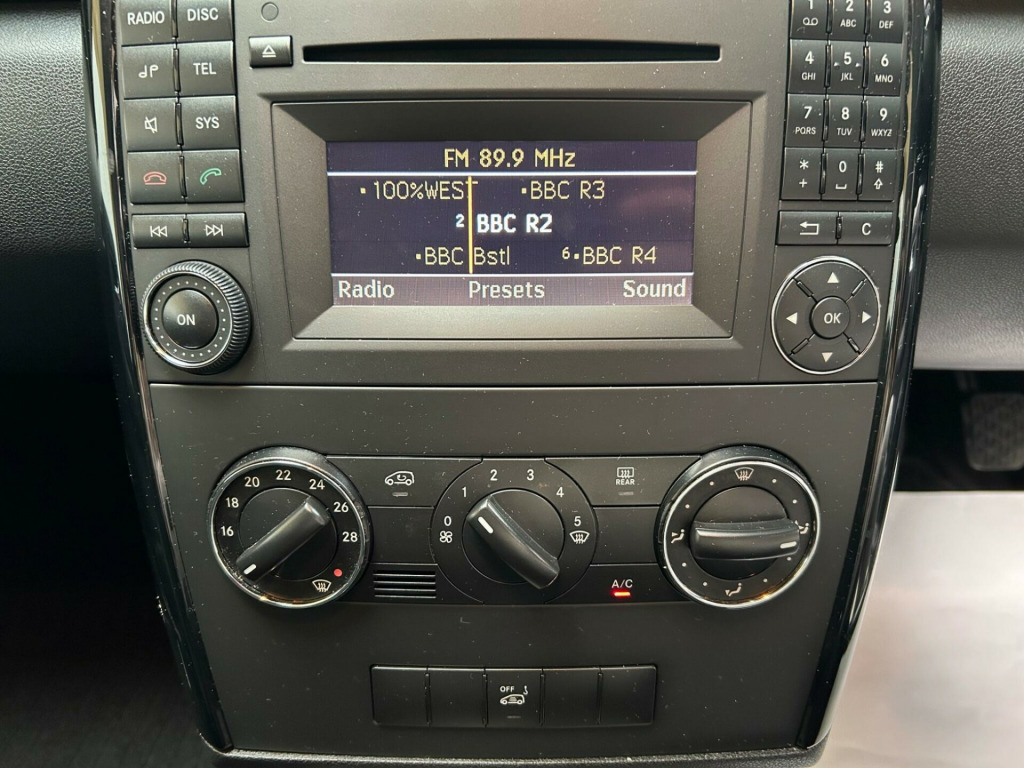 RADIO DISC
TEL
SYS
ON
FM 89.9 MHz
100%WEST BBC R3
2 BBC R2
BBC Bstl 6 BBC R4
Radio Presets Sound
1 2 ABC 3 DEF
4 GHI 5 JKL 6 MNO
7 PQRS 8 TUV 9 WXYZ
* + 0 #
C
OK
16 18 20 22 24 26 28
0 1 2 3 4 5
REAR
A/C
OFF